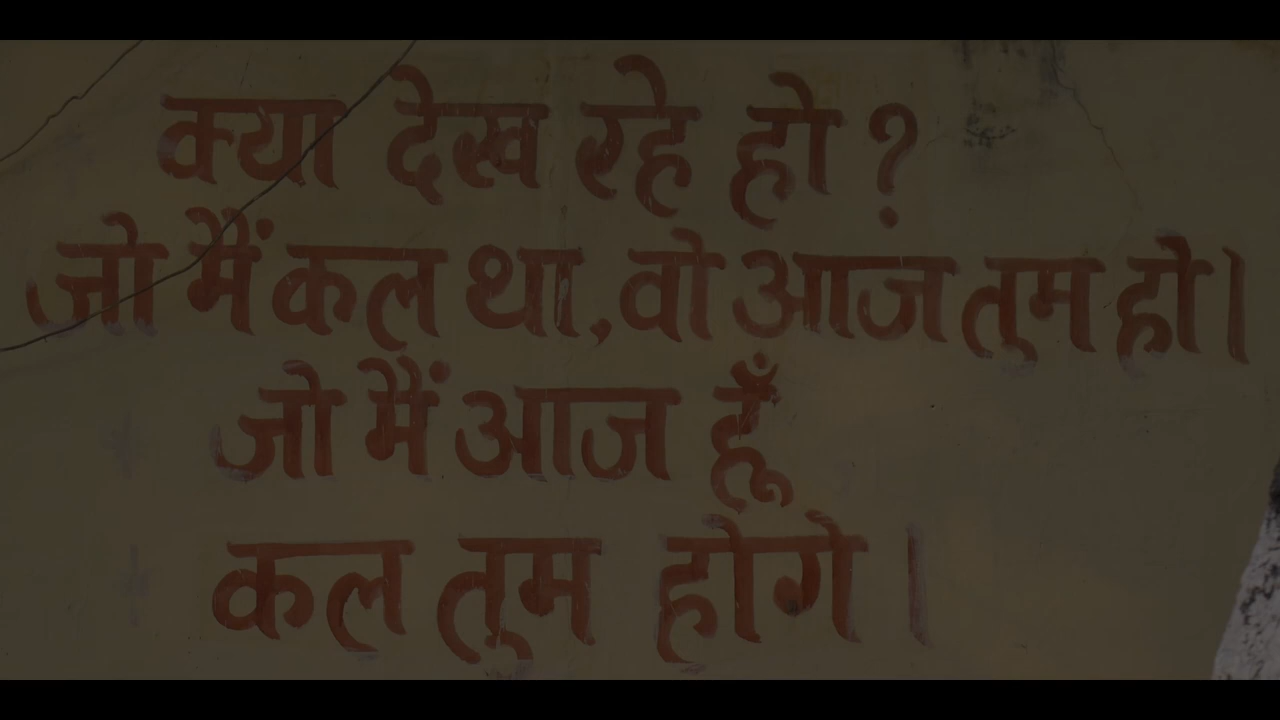 क्या देख रहे हो ?
जो मैं कल था, वो आज तुम हो।
जो मैं आज हूँ
कल तुम होगे।